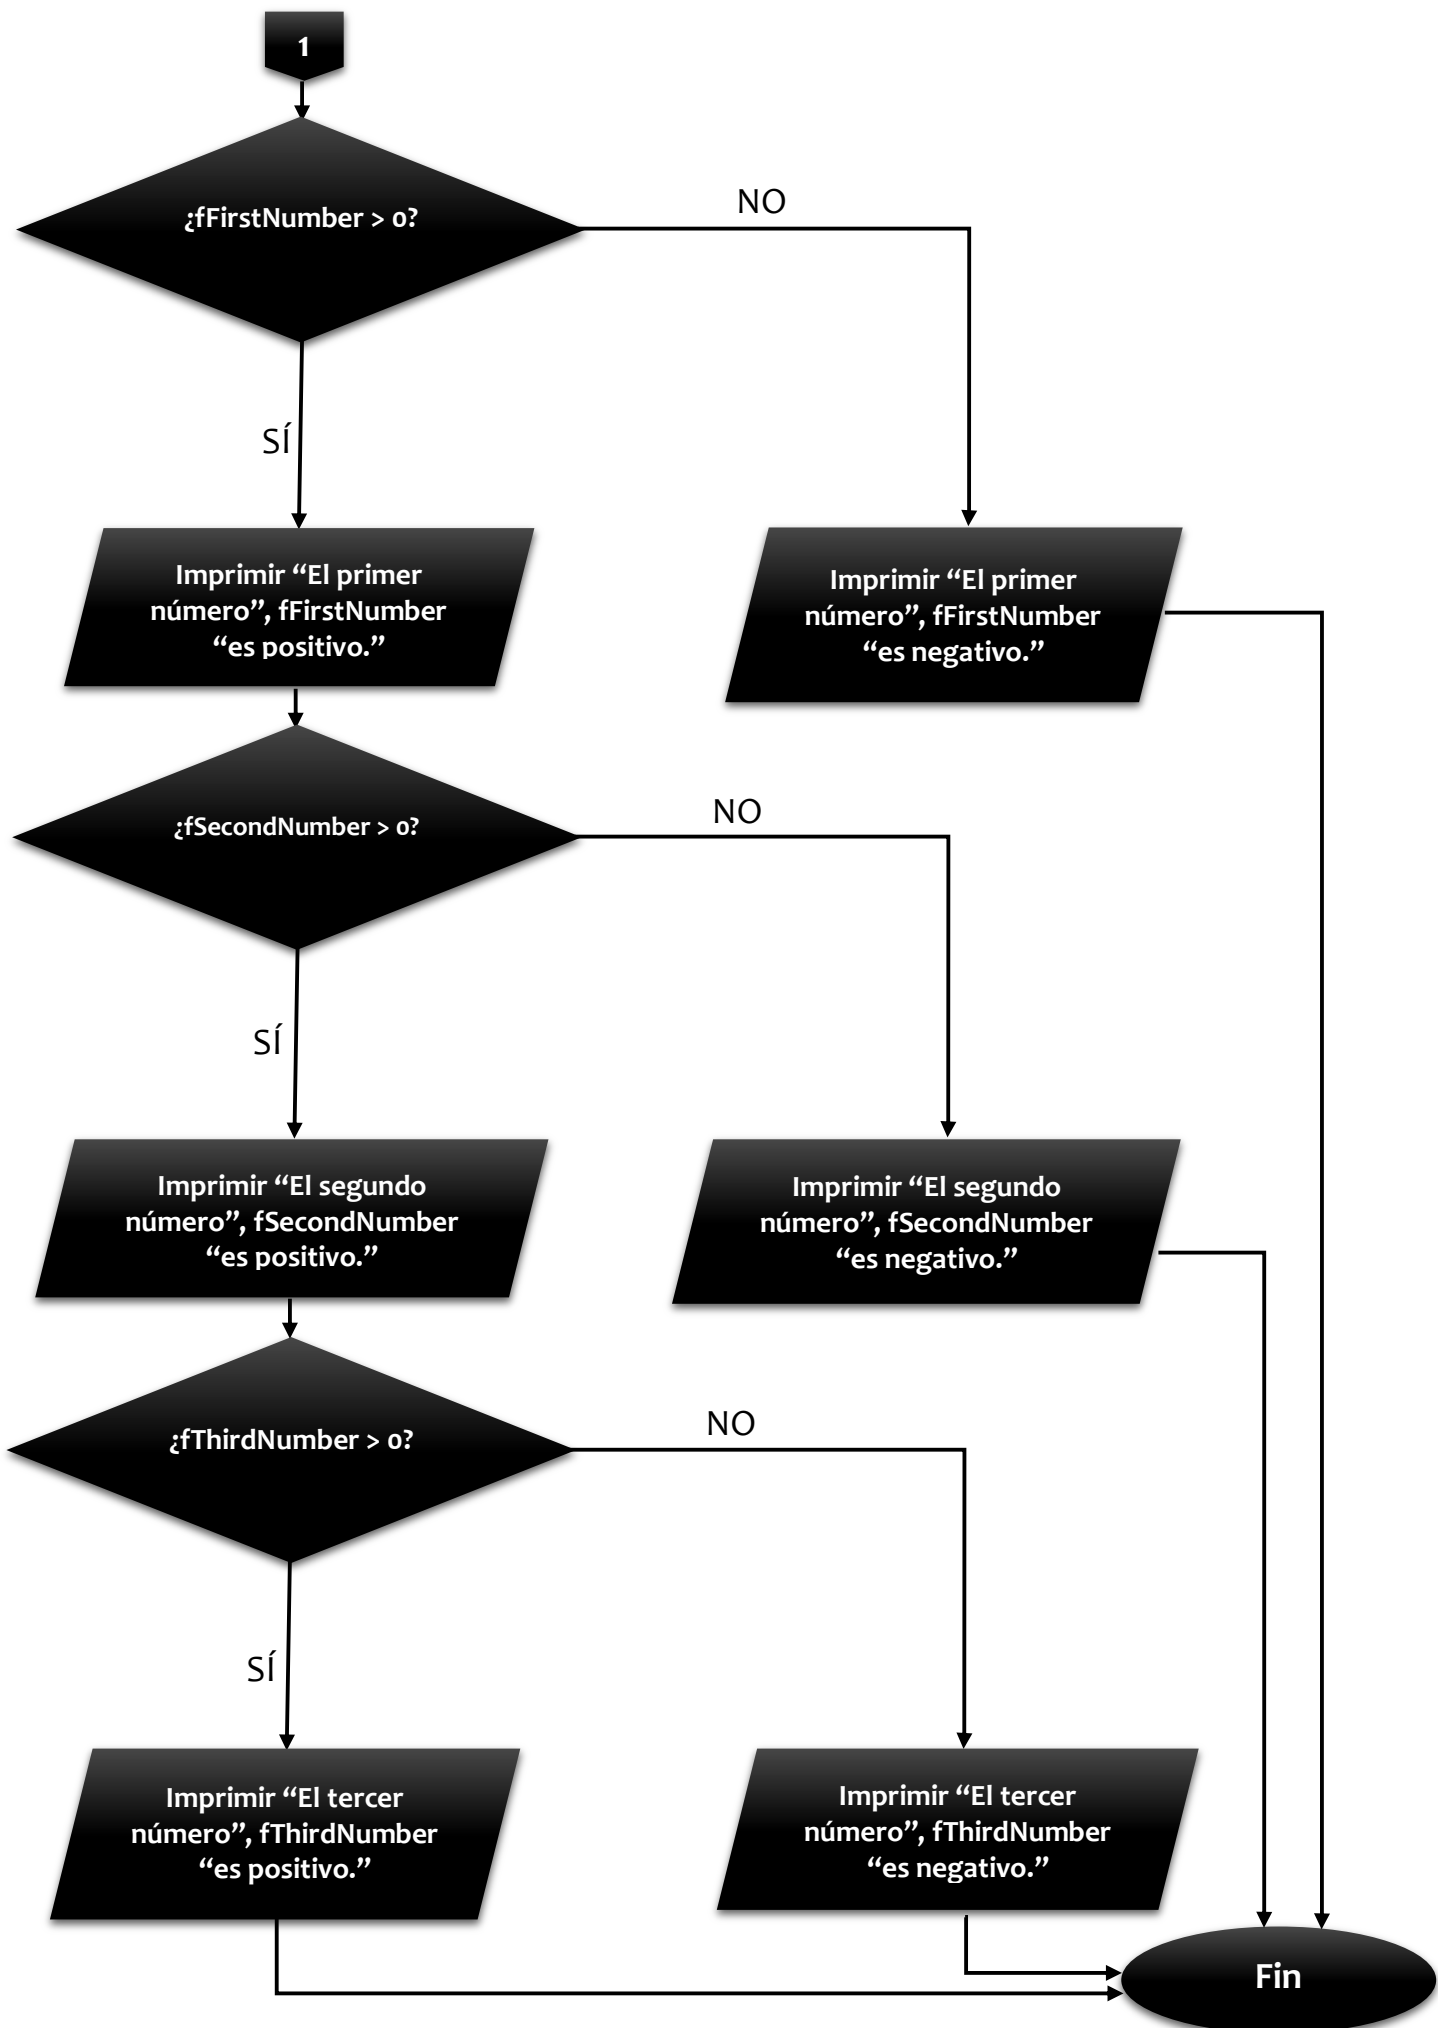 1
¿fFirstNumber > 0?
NO
SÍ
Imprimir “El primer
número”, fFirstNumber
“es positivo.”
Imprimir “El primer
número”, fFirstNumber
“es negativo.”
¿fSecondNumber > 0?
NO
SÍ
Imprimir “El segundo
número”, fSecondNumber
“es positivo.”
Imprimir “El segundo
número”, fSecondNumber
“es negativo.”
¿fThirdNumber > 0?
NO
SÍ
Imprimir “El tercer
número”, fThirdNumber
“es positivo.”
Imprimir “El tercer
número”, fThirdNumber
“es negativo.”
Fin